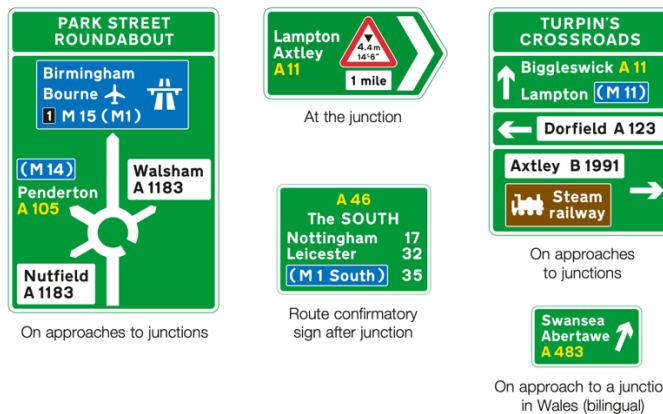 PARK STREET
ROUNDABOUT
Birmingham
Bourne
1 M 15 (M1)
(M 14)
Penderton
A 105
Walsham
A 1183
Nutfield
A 1183
On approaches to junctions
Lampton
Axtley
A11
4.4m
14'-6"
1 mile
At the junction
A 46
The SOUTH
Nottingham 17
Leicester 32
(M 1 South) 35
Route confirmatory
sign after junction
TURPIN'S
CROSSROADS
Biggleswick A 11
Lampton (M 11)
Dorfield A 123
Axtley B 1991
Steam
railway
On approaches
to junctions
Swansea
Abertawe
A 483
On approach to a junctio
in Wales (bilingual)